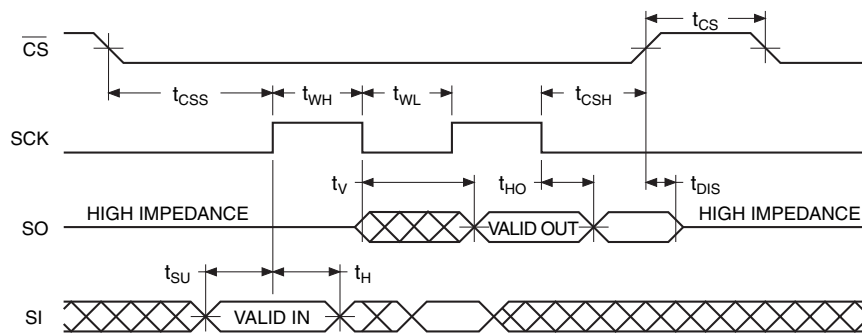 CS
t_CS
t_CSS
t_WH
t_WL
t_CSH
SCK
t_V
t_HO
t_DIS
HIGH IMPEDANCE
HIGH IMPEDANCE
SO
VALID OUT
t_SU
t_H
SI
VALID IN